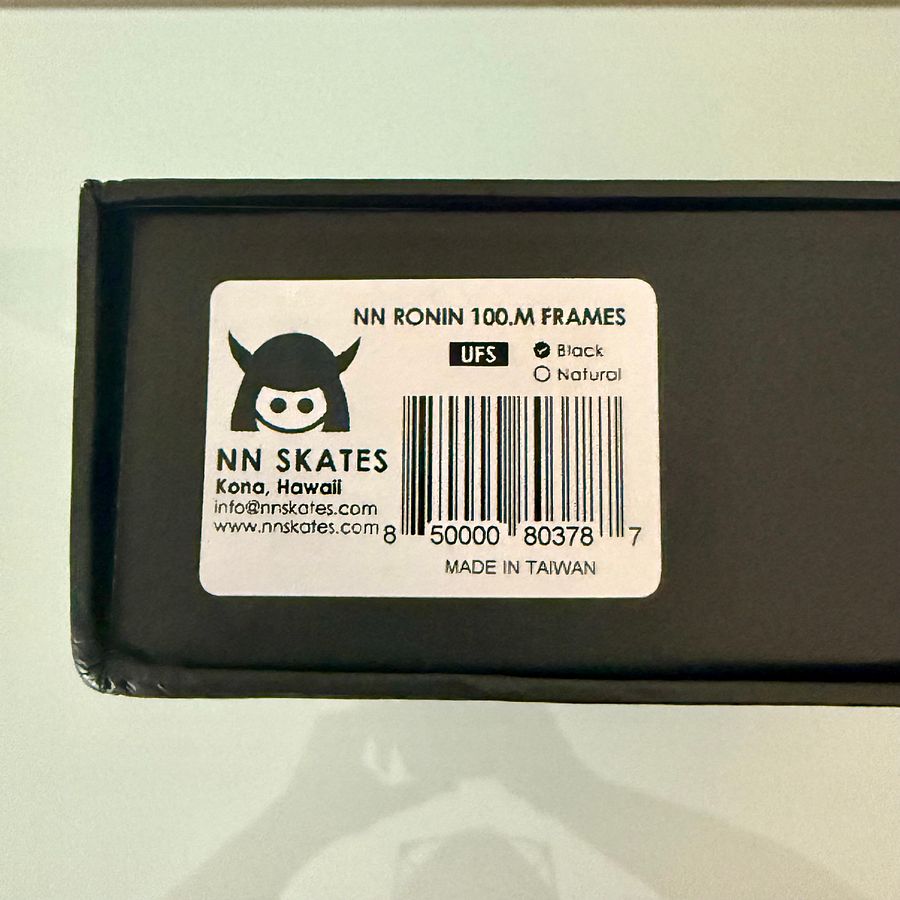 NN RONIN 100.M FRAMES
UFS
Black
Natural
NN SKATES
Kona, Hawaii
info@nnskates.com
www.nnskates.com
8 50000 80378 7
MADE IN TAIWAN